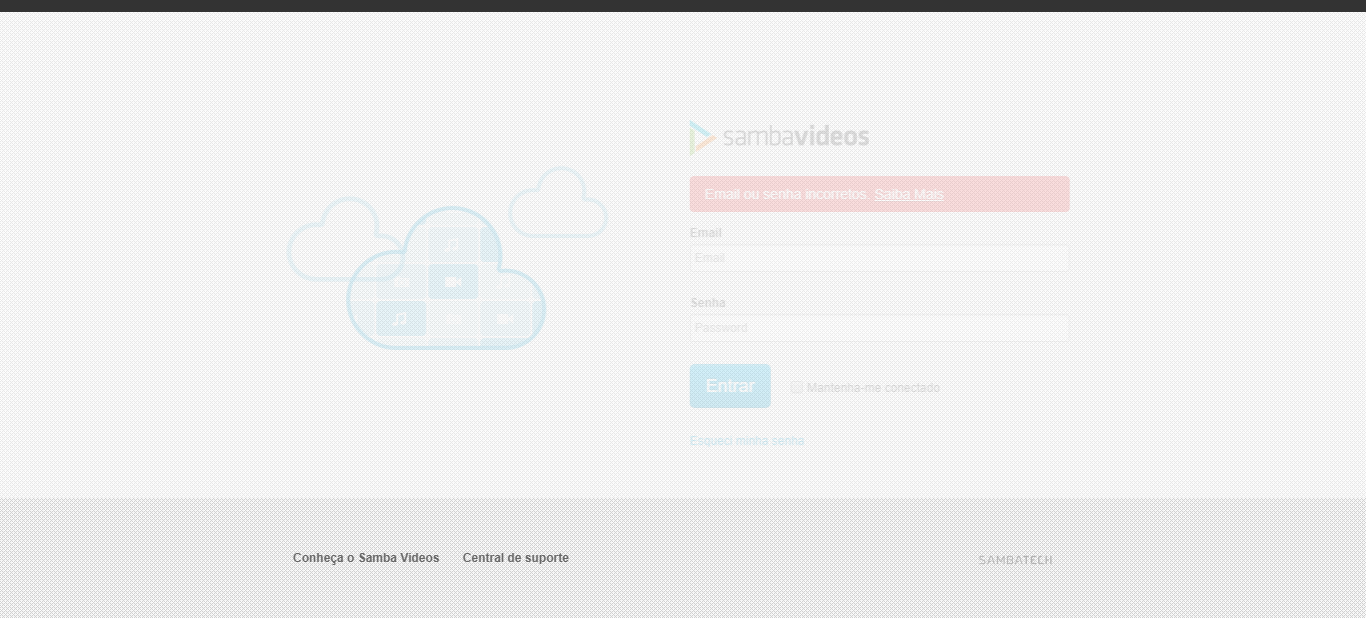 sambavideos
Email ou senha incorretos. Saiba Mais
Email
Email
Senha
Password
Entrar
Mantenha-me conectado
Esqueci minha senha
Conheça o Samba Videos
Central de suporte
SAMBATECH